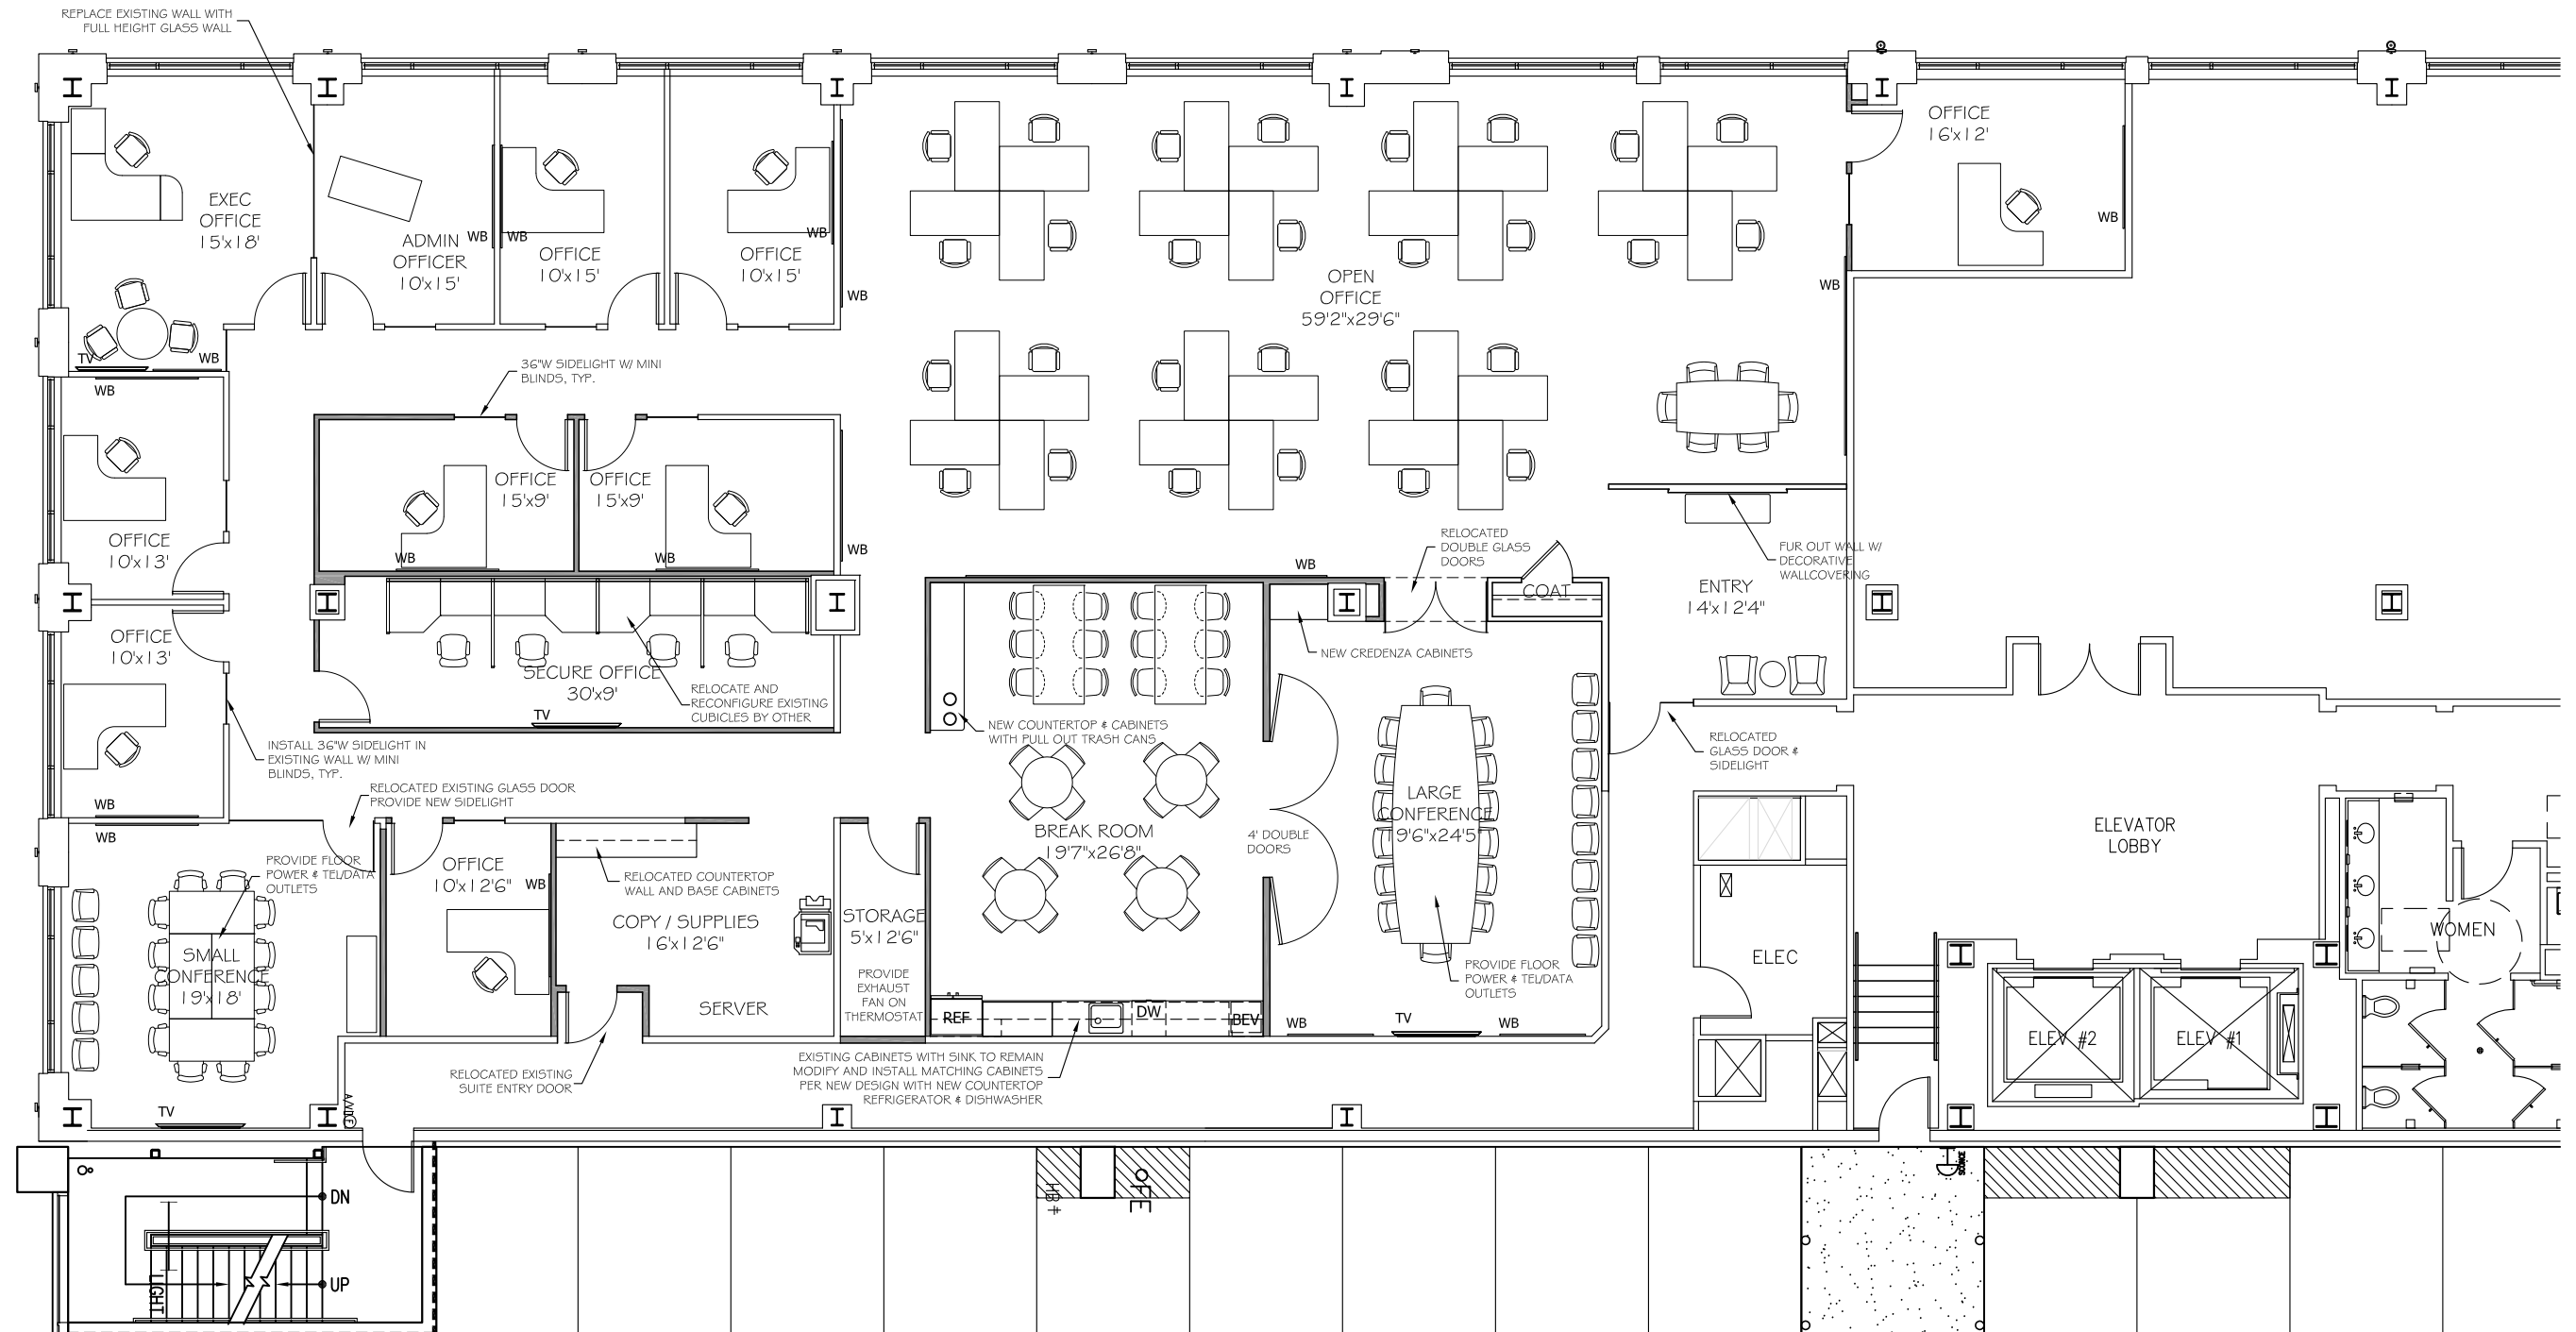 REPLACE EXISTING WALL WITH
FULL HEIGHT GLASS WALL
EXEC
OFFICE
15'x18'
TV
WB
ADMIN
OFFICER
10'x15'
WB
WB
OFFICE
10'x15'
OFFICE
10'x15'
WB
WB
OPEN
OFFICE
59'2"x29'6"
WB
OFFICE
16'x12'
WB
36"W SIDELIGHT W/ MINI
BLINDS, TYP.
WB
OFFICE
10'x13'
OFFICE
15'x9'
WB
OFFICE
15'x9'
WB
WB
WB
RELOCATED
DOUBLE GLASS
DOORS
COAT
FUR OUT WALL W/
DECORATIVE
WALLCOVERING
ENTRY
14'x12'4"
OFFICE
10'x13'
WB
SECURE OFFICE
30'x9'
TV
RELOCATE AND
RECONFIGURE EXISTING
CUBICLES BY OTHER
NEW CREDENZA CABINETS
NEW COUNTERTOP & CABINETS
WITH PULL OUT TRASH CANS
RELOCATED
GLASS DOOR &
SIDELIGHT
INSTALL 36"W SIDELIGHT IN
EXISTING WALL W/ MINI
BLINDS, TYP.
RELOCATED EXISTING GLASS DOOR
PROVIDE NEW SIDELIGHT
WB
PROVIDE FLOOR
POWER & TEL/DATA
OUTLETS
SMALL
CONFERENCE
19'x18'
TV
A/V
OFFICE
10'x12'6"
WB
RELOCATED COUNTERTOP
WALL AND BASE CABINETS
COPY / SUPPLIES
16'x12'6"
SERVER
STORAGE
5'x12'6"
PROVIDE
EXHAUST
FAN ON
THERMOSTAT
BREAK ROOM
19'7"x26'8"
4' DOUBLE
DOORS
LARGE
CONFERENCE
19'6"x24'5"
PROVIDE FLOOR
POWER & TEL/DATA
OUTLETS
REF
DW
BEV
WB
TV
WB
ELEC
ELEVATOR
LOBBY
WOMEN
ELEV #2
ELEV #1
RELOCATED EXISTING
SUITE ENTRY DOOR
EXISTING CABINETS WITH SINK TO REMAIN
MODIFY AND INSTALL MATCHING CABINETS
PER NEW DESIGN WITH NEW COUNTERTOP
REFRIGERATOR & DISHWASHER
DN
UP
LIGHT
SCONCE